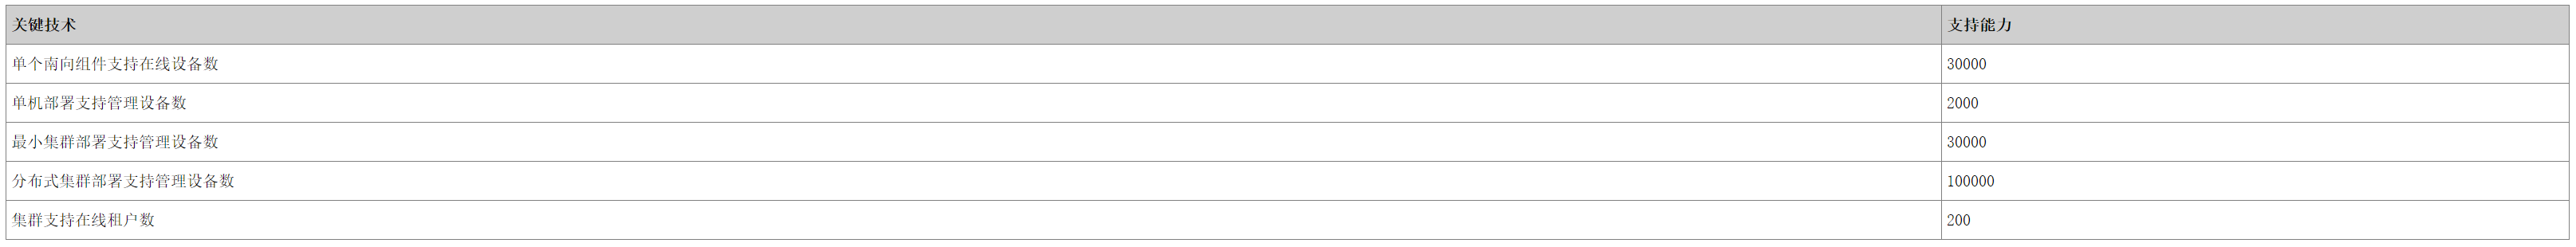 关键技术 支持能力
单个南向组件支持在线设备数 30000
单机部署支持管理设备数 2000
最小集群部署支持管理设备数 30000
分布式集群部署支持管理设备数 100000
集群支持在线租户数 200